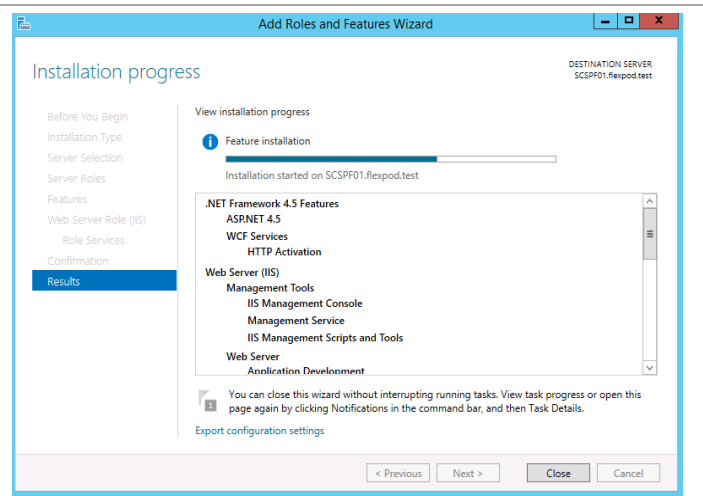 Add Roles and Features Wizard
Installation progress
DESTINATION SERVER
SCSPF01.flexpod.test
Before You Begin
Installation Type
Server Selection
Server Roles
Features
Web Server Role (IIS)
Role Services
Confirmation
Results
View installation progress
Feature installation
Installation started on SCSPF01.flexpod.test
.NET Framework 4.5 Features
ASP.NET 4.5
WCF Services
HTTP Activation
Web Server (IIS)
Management Tools
IIS Management Console
Management Service
IIS Management Scripts and Tools
Web Server
Application Development
1
You can close this wizard without interrupting running tasks. View task progress or open this
page again by clicking Notifications in the command bar, and then Task Details.
Export configuration settings
< Previous
Next >
Close
Cancel